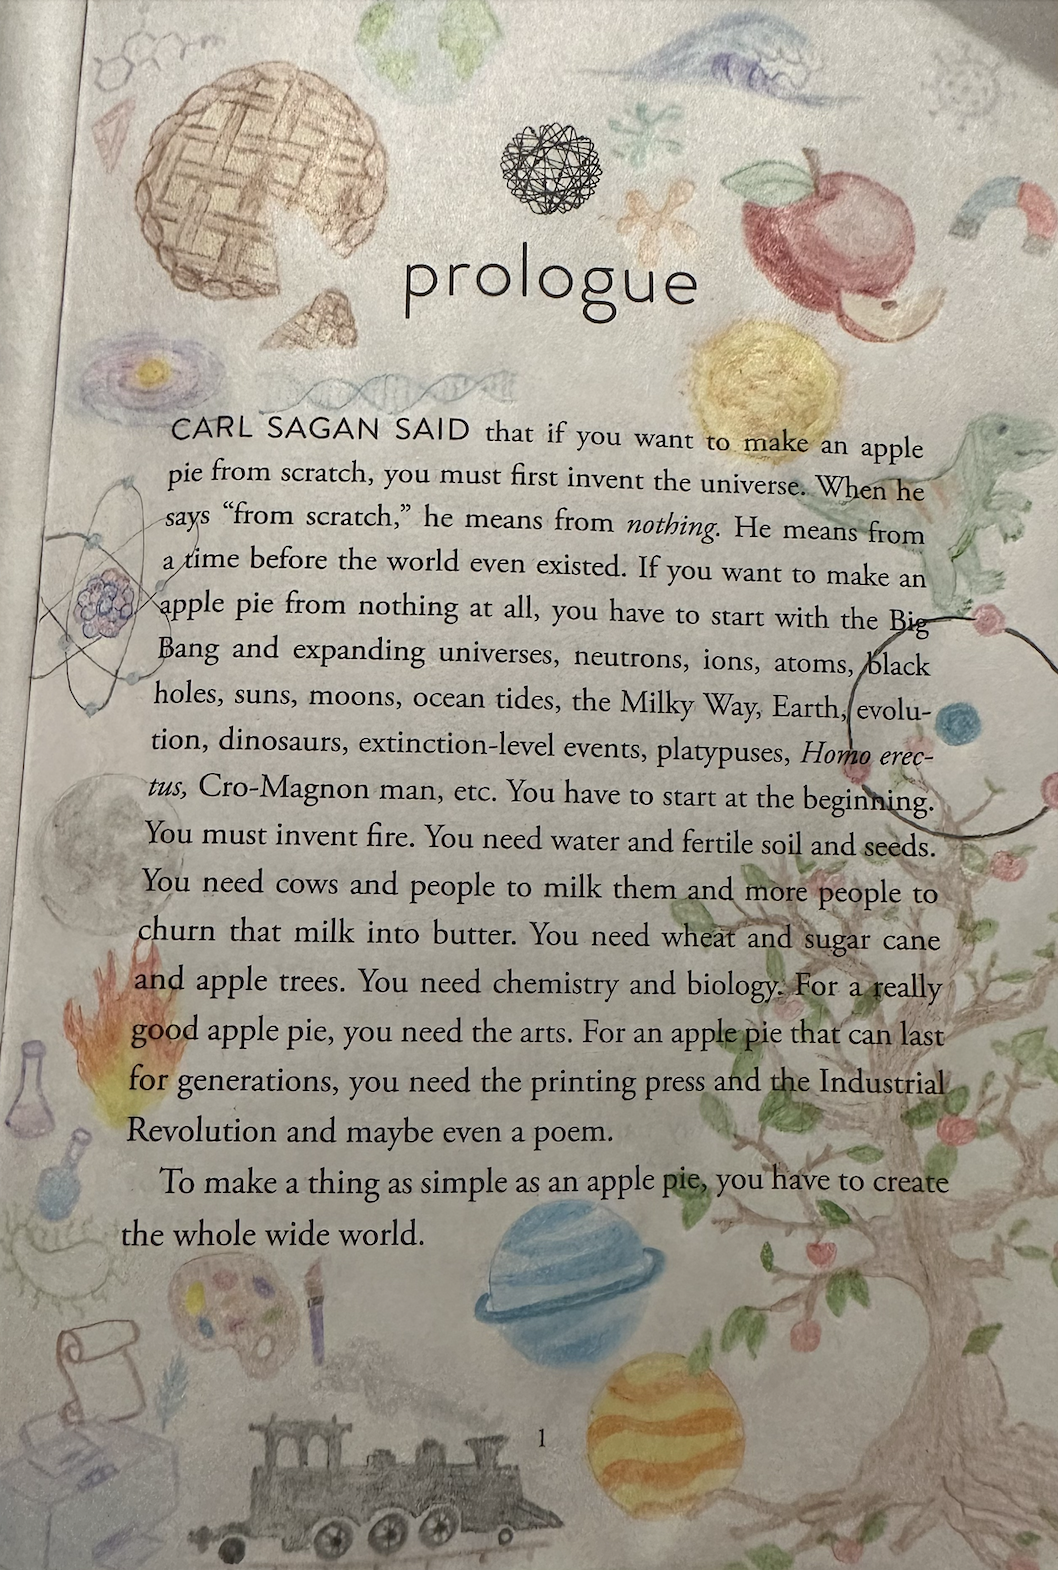 prologue
CARL SAGAN SAID that if you want to make an apple
pie from scratch, you must first invent the universe. When he
says “from scratch,” he means from nothing. He means from
a time before the world even existed. If you want to make an
apple pie from nothing at all, you have to start with the Big
Bang and expanding universes, neutrons, ions, atoms, black
holes, suns, moons, ocean tides, the Milky Way, Earth, evolu-
tion, dinosaurs, extinction-level events, platypuses, Homo erec-
tus, Cro-Magnon man, etc. You have to start at the beginning.
You must invent fire. You need water and fertile soil and seeds.
You need cows and people to milk them and more people to
churn that milk into butter. You need wheat and sugar cane
and apple trees. You need chemistry and biology. For a really
good apple pie, you need the arts. For an apple pie that can last
for generations, you need the printing press and the Industrial
Revolution and maybe even a poem.
To make a thing as simple as an apple pie, you have to create
the whole wide world.
1